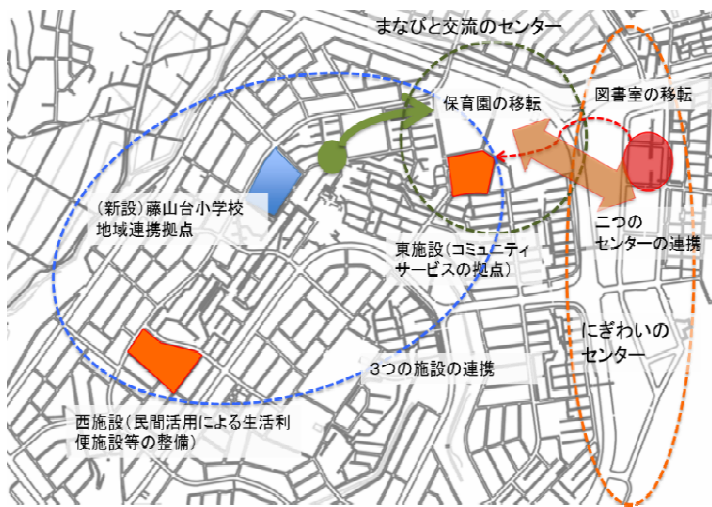 まなびと交流のセンター
保育園の移転
図書室の移転
(新設)藤山台小学校
地域連携拠点
東施設(コミュニティ
サービスの拠点)
二つの
センターの連携
にぎわいの
センター
3つの施設の連携
西施設(民間活用による生活利
便施設等の整備)